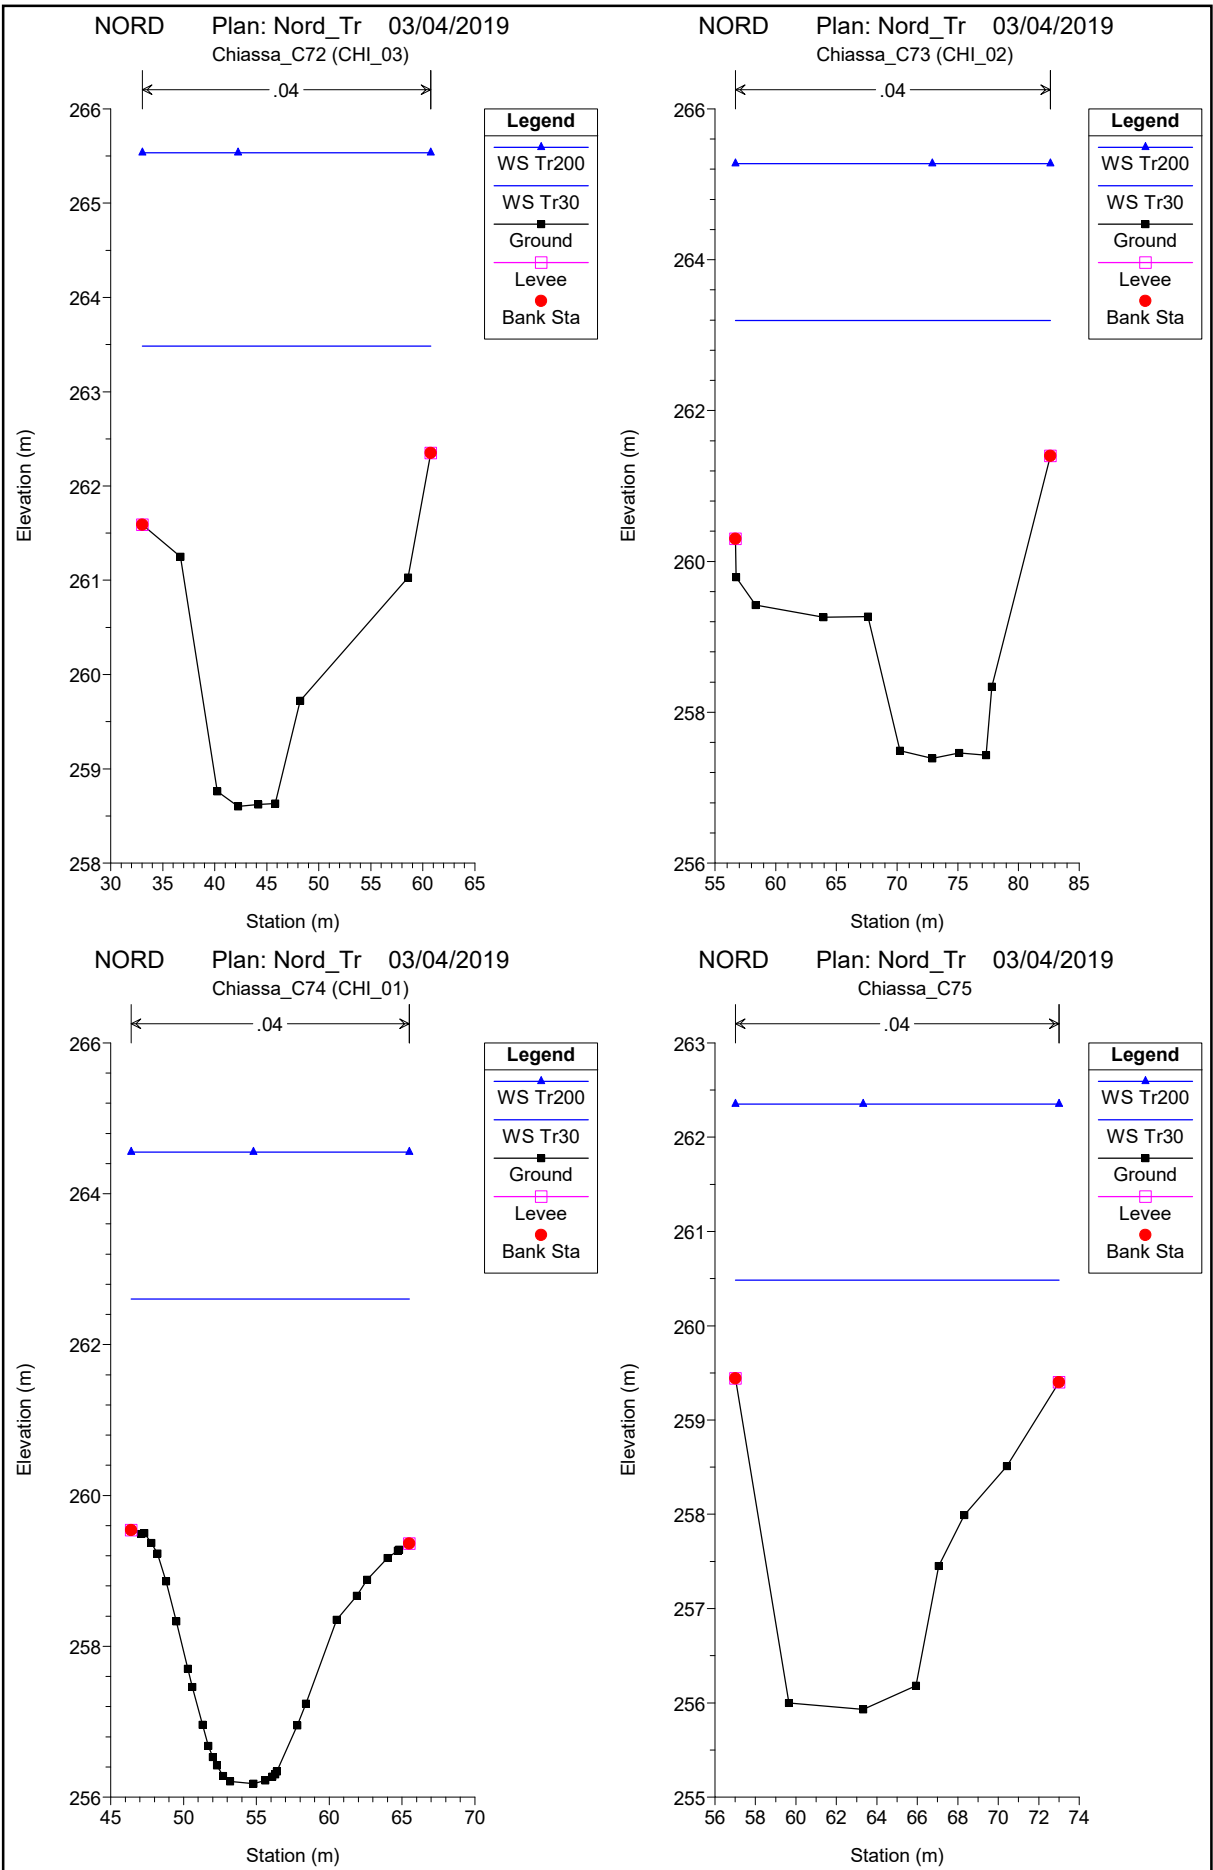 NORD Plan: Nord_Tr 03/04/2019
Chiassa_C72 (CHI_03)
.04
266
265
264
263
262
261
260
259
258
Elevation (m)
30 35 40 45 50 55 60 65
Station (m)
Legend
WS Tr200
WS Tr30
Ground
Levee
Bank Sta
NORD Plan: Nord_Tr 03/04/2019
Chiassa_C73 (CHI_02)
.04
266
264
262
260
258
256
Elevation (m)
55 60 65 70 75 80 85
Station (m)
Legend
WS Tr200
WS Tr30
Ground
Levee
Bank Sta
NORD Plan: Nord_Tr 03/04/2019
Chiassa_C74 (CHI_01)
.04
266
264
262
260
258
256
Elevation (m)
45 50 55 60 65 70
Station (m)
Legend
WS Tr200
WS Tr30
Ground
Levee
Bank Sta
NORD Plan: Nord_Tr 03/04/2019
Chiassa_C75
.04
263
262
261
260
259
258
257
256
255
Elevation (m)
56 58 60 62 64 66 68 70 72 74
Station (m)
Legend
WS Tr200
WS Tr30
Ground
Levee
Bank Sta